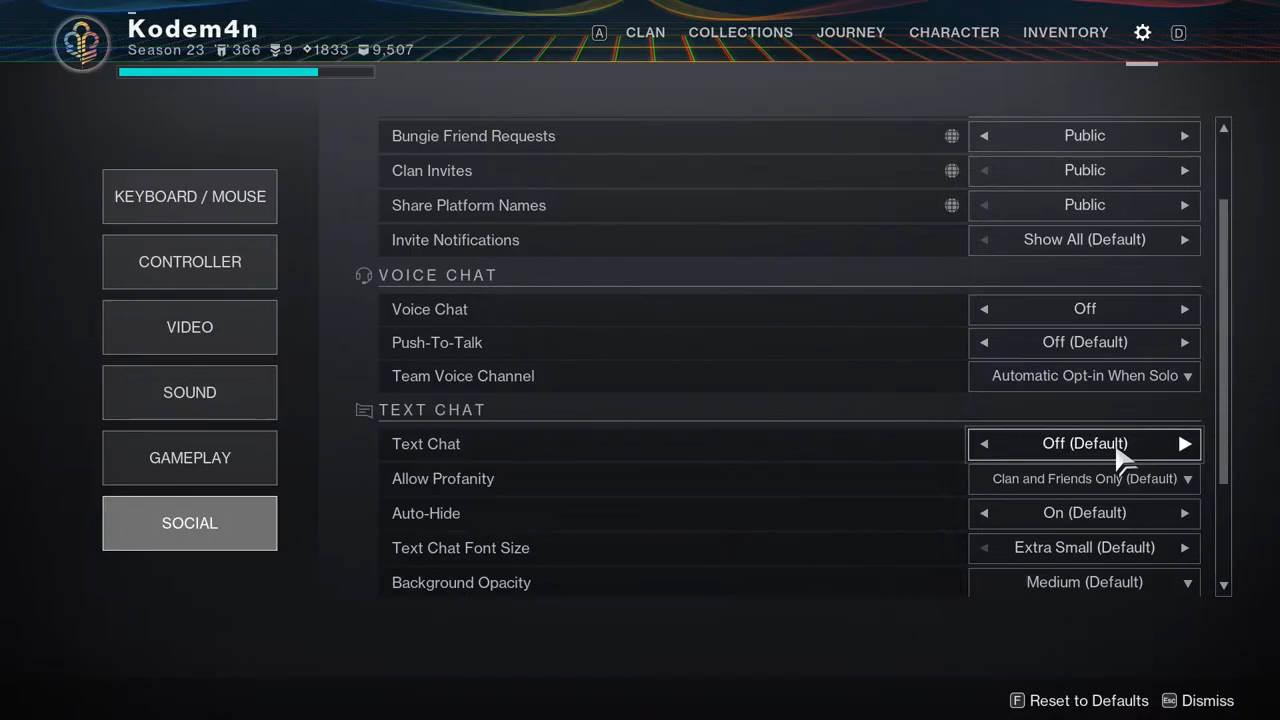 Kodem4n
Season 23 366 9 1833 9,507
A CLAN COLLECTIONS JOURNEY CHARACTER INVENTORY D
KEYBOARD / MOUSE
CONTROLLER
VIDEO
SOUND
GAMEPLAY
SOCIAL
Bungie Friend Requests Public
Clan Invites Public
Share Platform Names Public
Invite Notifications Show All (Default)
VOICE CHAT
Voice Chat Off
Push-To-Talk Off (Default)
Team Voice Channel Automatic Opt-in When Solo
TEXT CHAT
Text Chat Off (Default)
Allow Profanity Clan and Friends Only (Default)
Auto-Hide On (Default)
Text Chat Font Size Extra Small (Default)
Background Opacity Medium (Default)
F Reset to Defaults Esc Dismiss